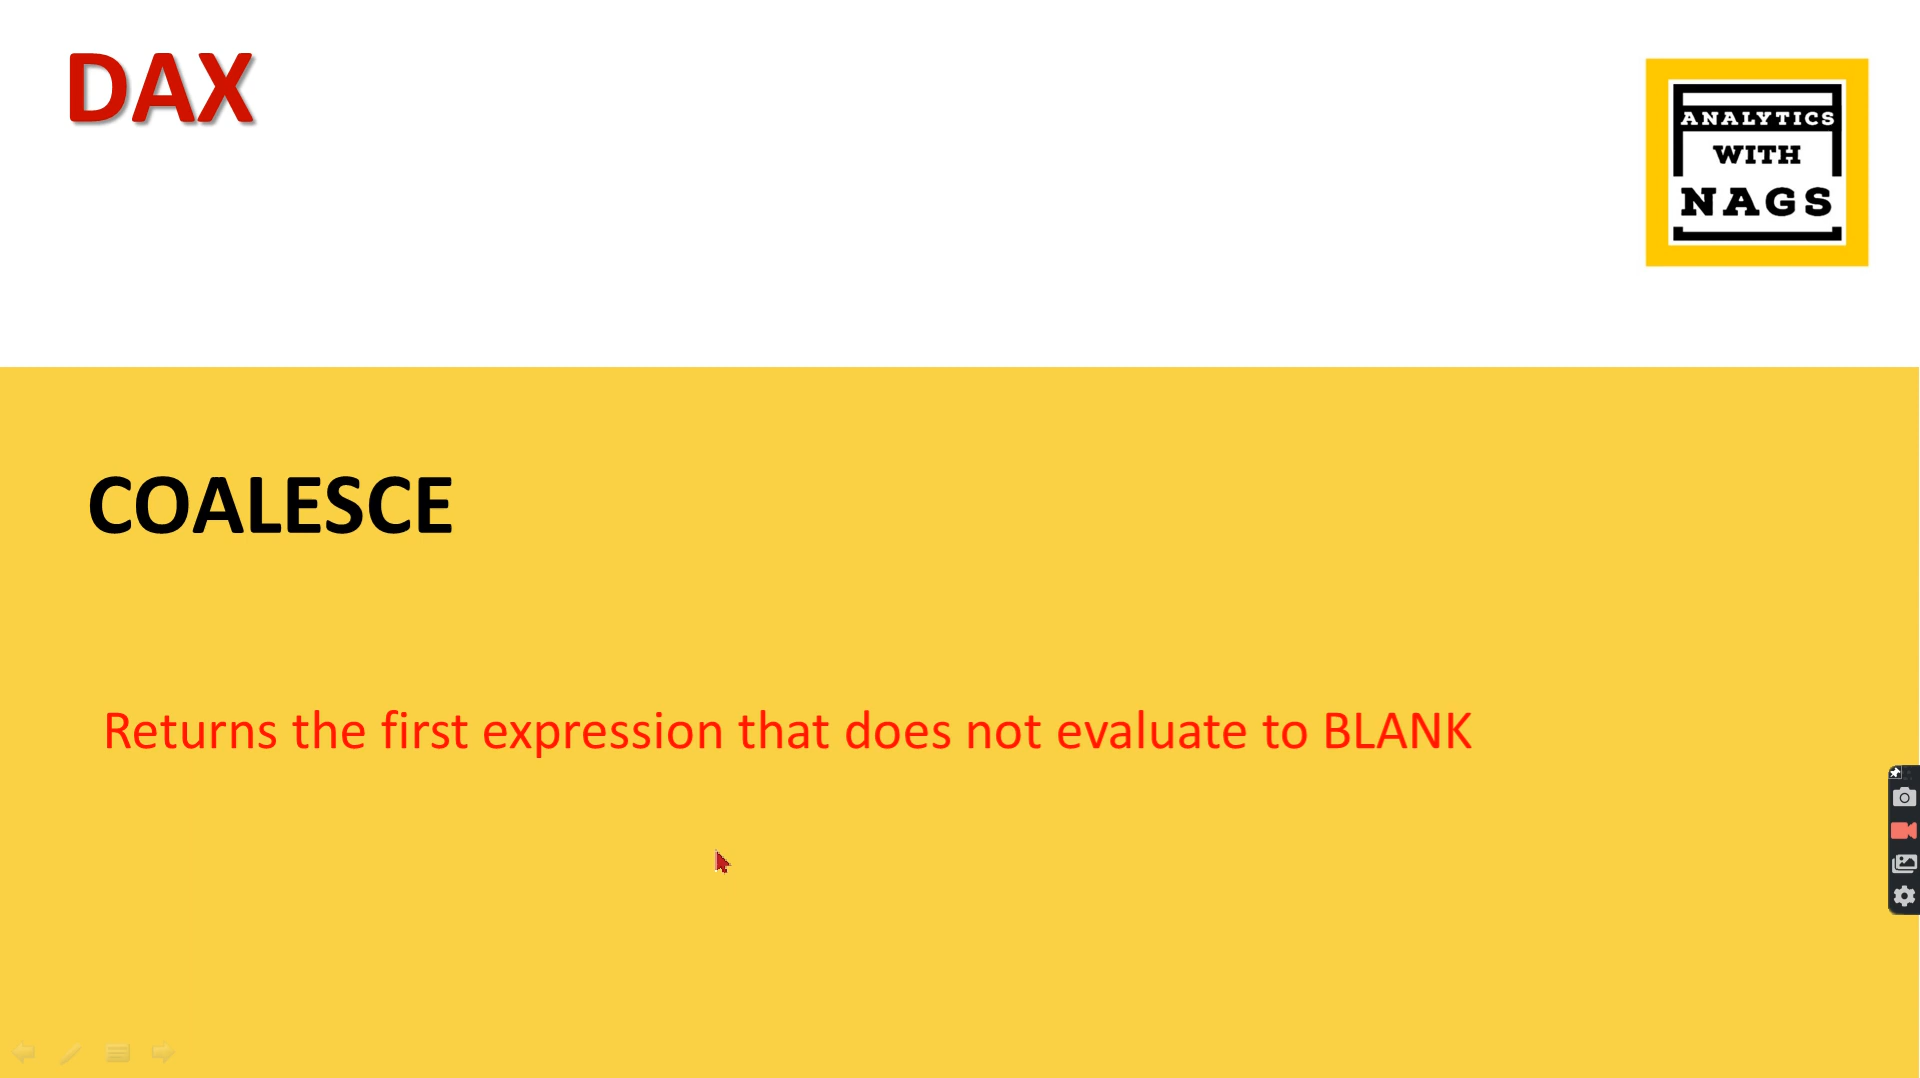 DAX
ANALYTICS
WITH
NAGS
COALESCE
Returns the first expression that does not evaluate to BLANK